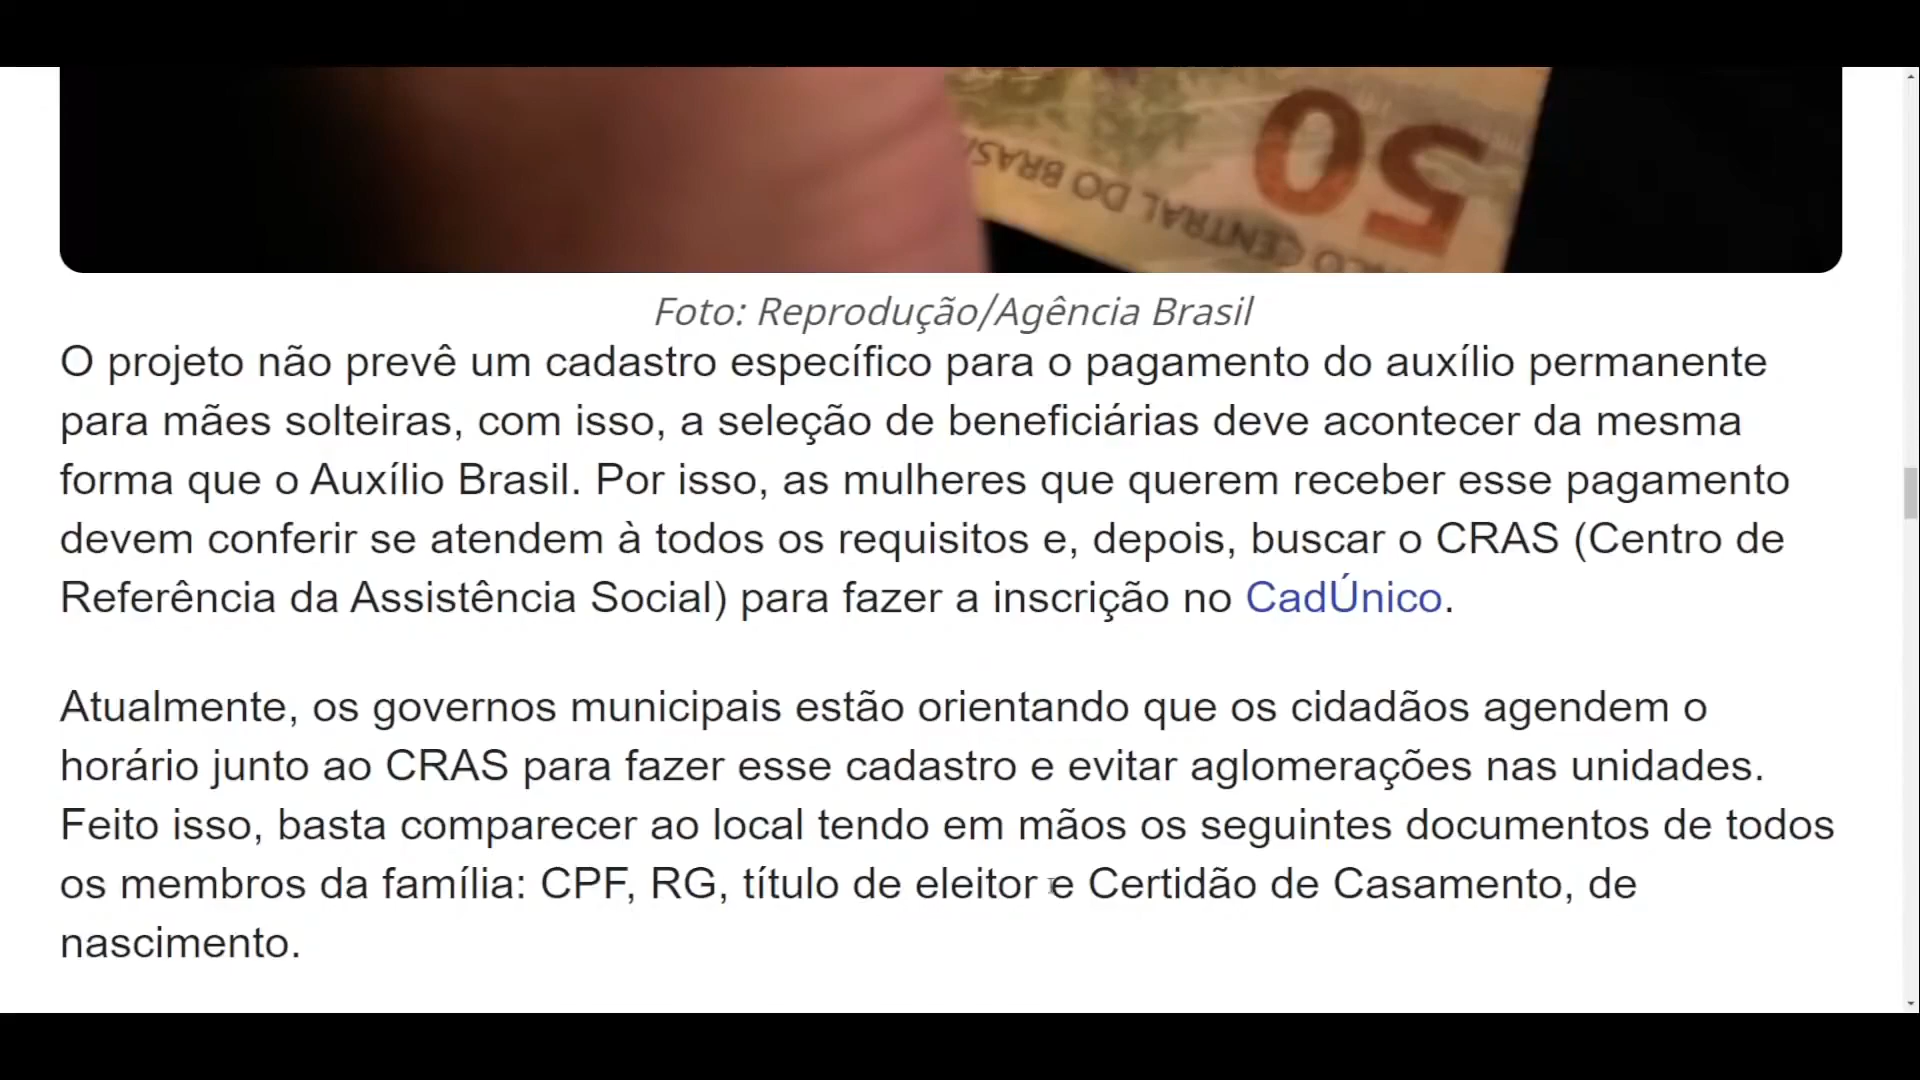 50
BANCO CENTRAL DO BRASIL
Foto: Reprodução/Agência Brasil
O projeto não prevê um cadastro específico para o pagamento do auxílio permanente
para mães solteiras, com isso, a seleção de beneficiárias deve acontecer da mesma
forma que o Auxílio Brasil. Por isso, as mulheres que querem receber esse pagamento
devem conferir se atendem à todos os requisitos e, depois, buscar o CRAS (Centro de
Referência da Assistência Social) para fazer a inscrição no CadÚnico.
Atualmente, os governos municipais estão orientando que os cidadãos agendem o
horário junto ao CRAS para fazer esse cadastro e evitar aglomerações nas unidades.
Feito isso, basta comparecer ao local tendo em mãos os seguintes documentos de todos
os membros da família: CPF, RG, título de eleitor e Certidão de Casamento, de
nascimento.